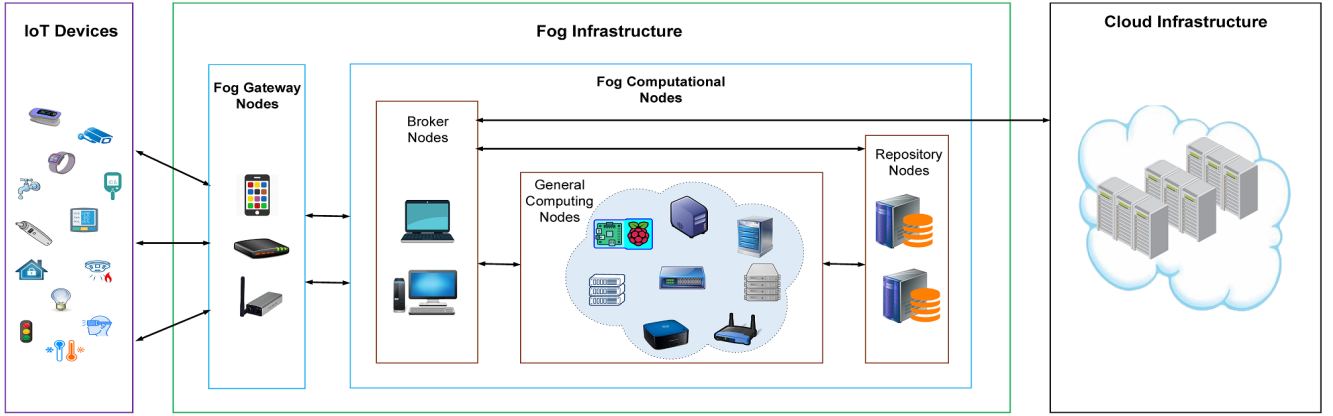 IoT Devices
Fog Infrastructure
Cloud Infrastructure
Fog Gateway
Nodes
Fog Computational
Nodes
Broker
Nodes
General
Computing
Nodes
Repository
Nodes